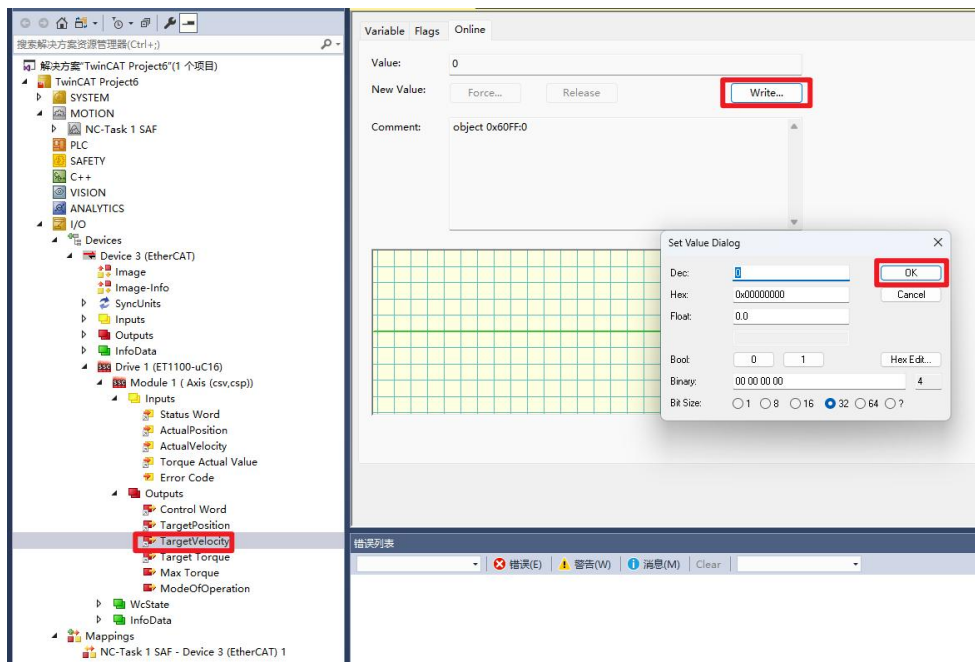 搜索解决方案资源管理器(Ctrl+;)
解决方案"TwinCAT Project6"(1 个项目)
TwinCAT Project6
SYSTEM
MOTION
NC-Task 1 SAF
PLC
SAFETY
C++
VISION
ANALYTICS
I/O
Devices
Device 3 (EtherCAT)
Image
Image-Info
SyncUnits
Inputs
Outputs
InfoData
Drive 1 (ET1100-uC16)
Module 1 ( Axis (csv,csp))
Inputs
Status Word
ActualPosition
ActualVelocity
Torque Actual Value
Error Code
Outputs
Control Word
TargetPosition
TargetVelocity
Target Torque
Max Torque
ModeOfOperation
WcState
InfoData
Mappings
NC-Task 1 SAF - Device 3 (EtherCAT) 1
Variable Flags Online
Value: 0
New Value: Force... Release Write...
Comment: object 0x60FF:0
Set Value Dialog
Dec: 0 OK
Hex: 0x00000000 Cancel
Float: 0.0
Bool: 0 1 Hex Edit...
Binary: 00 00 00 00 4
Bit Size: 1 8 16 32 64 ?
错误列表
错误(E) 警告(W) 消息(M) Clear